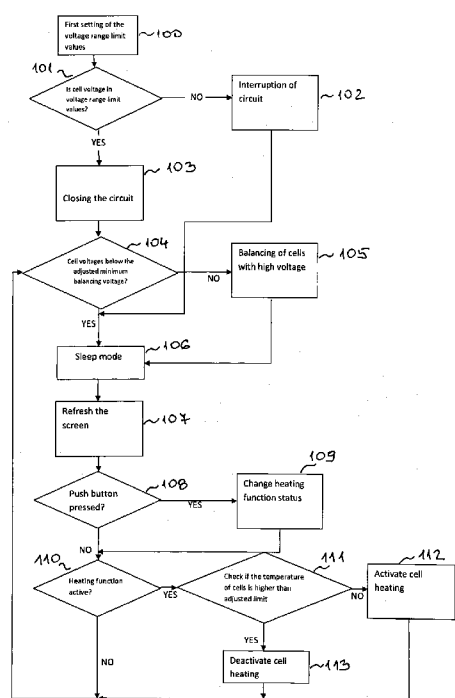 First setting of the
voltage range limit
values
100
101
Is cell voltage in
voltage range limit
values?
NO
Interruption of
circuit
102
YES
103
Closing the circuit
104
Cell voltages below the
adjusted minimum
balancing voltage?
NO
Balancing of cells
with high voltage
105
YES
Sleep mode
106
Refresh the
screen
107
Push button
pressed?
108
YES
109
Change heating
function status
NO
110
Heating function
active?
YES
111
Check if the temperature
of cells is higher than
adjusted limit
NO
112
Activate cell
heating
YES
NO
Deactivate cell
heating
113